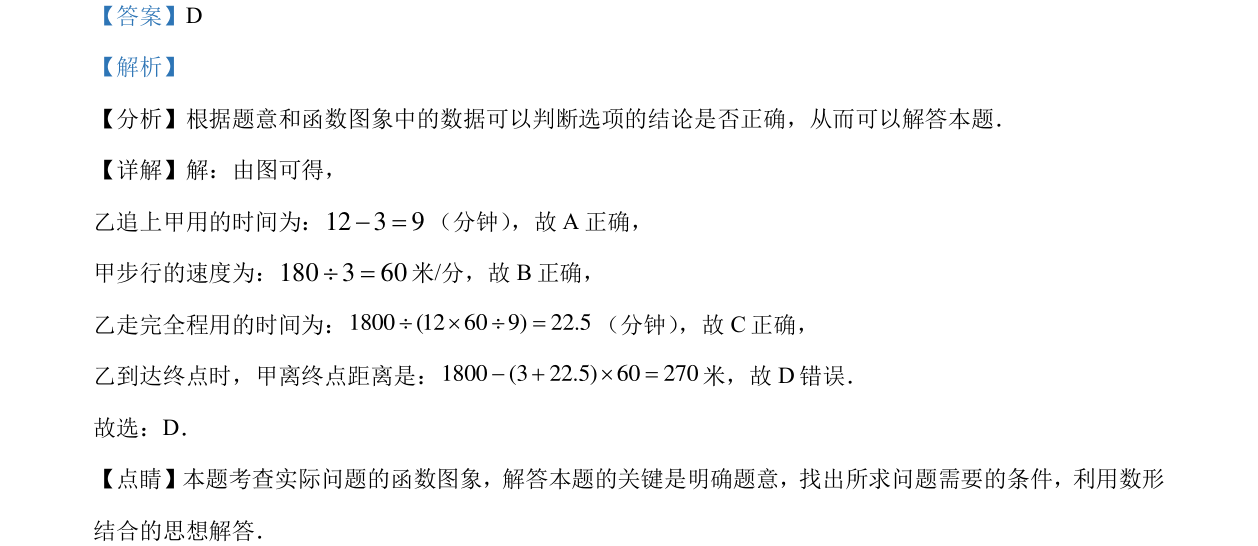 【答案】D
【解析】
【分析】根据题意和函数图象中的数据可以判断选项的结论是否正确，从而可以解答本题．
【详解】解：由图可得，
乙追上甲用的时间为：12－3＝9（分钟），故 A 正确，
甲步行的速度为：180÷3＝60米/分，故 B 正确，
乙走完全程用的时间为：1800÷(12×60÷9)＝22.5（分钟），故 C 正确，
乙到达终点时，甲离终点距离是：1800－(3＋22.5)×60＝270米，故 D 错误．
故选：D．
【点睛】本题考查实际问题的函数图象，解答本题的关键是明确题意，找出所求问题需要的条件，利用数形
结合的思想解答．